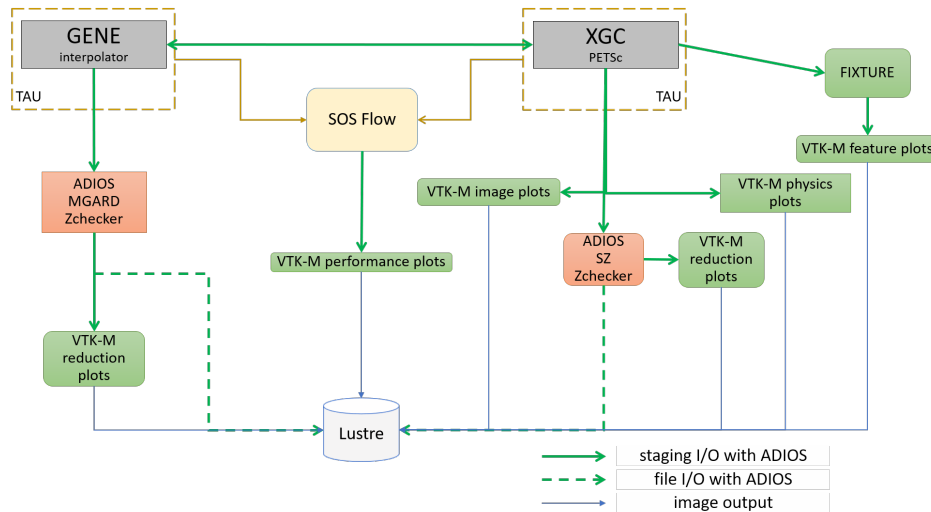 GENE
interpolator
TAU
XGC
PETSc
TAU
FIXTURE
SOS Flow
VTK-M feature plots
ADIOS
MGARD
Zchecker
VTK-M image plots
VTK-M physics
plots
VTK-M performance plots
ADIOS
SZ
Zchecker
VTK-M
reduction
plots
VTK-M
reduction
plots
Lustre
staging I/O with ADIOS
file I/O with ADIOS
image output